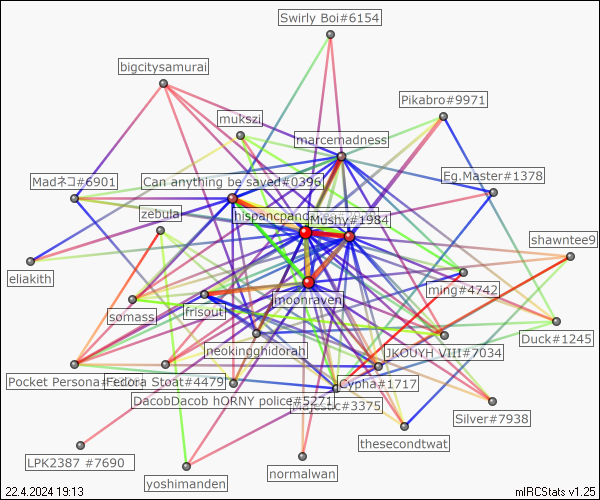 Swirly Boi#6154
bigcitysamurai
Pikabro#9971
mukszi
marcemadness
Eg.Master#1378
Madネコ#6901
Can anything be saved#0396
zebula
hispancpand
Mushy#1984
shawntee9
eliakith
ming#4742
moonraven
somass
frisout
Duck#1245
neokinghidorah
JKOUYH VIII#7034
Pocket Persona
Fedora Stoat#4479
Cypha#1717
DacobDacob hORNY police#5271
Majestic#3375
Silver#7938
thesecondtwat
LPK2387 #7690
yoshimanden
normalwan
22.4.2024 19:13
mIRCStats v1.25